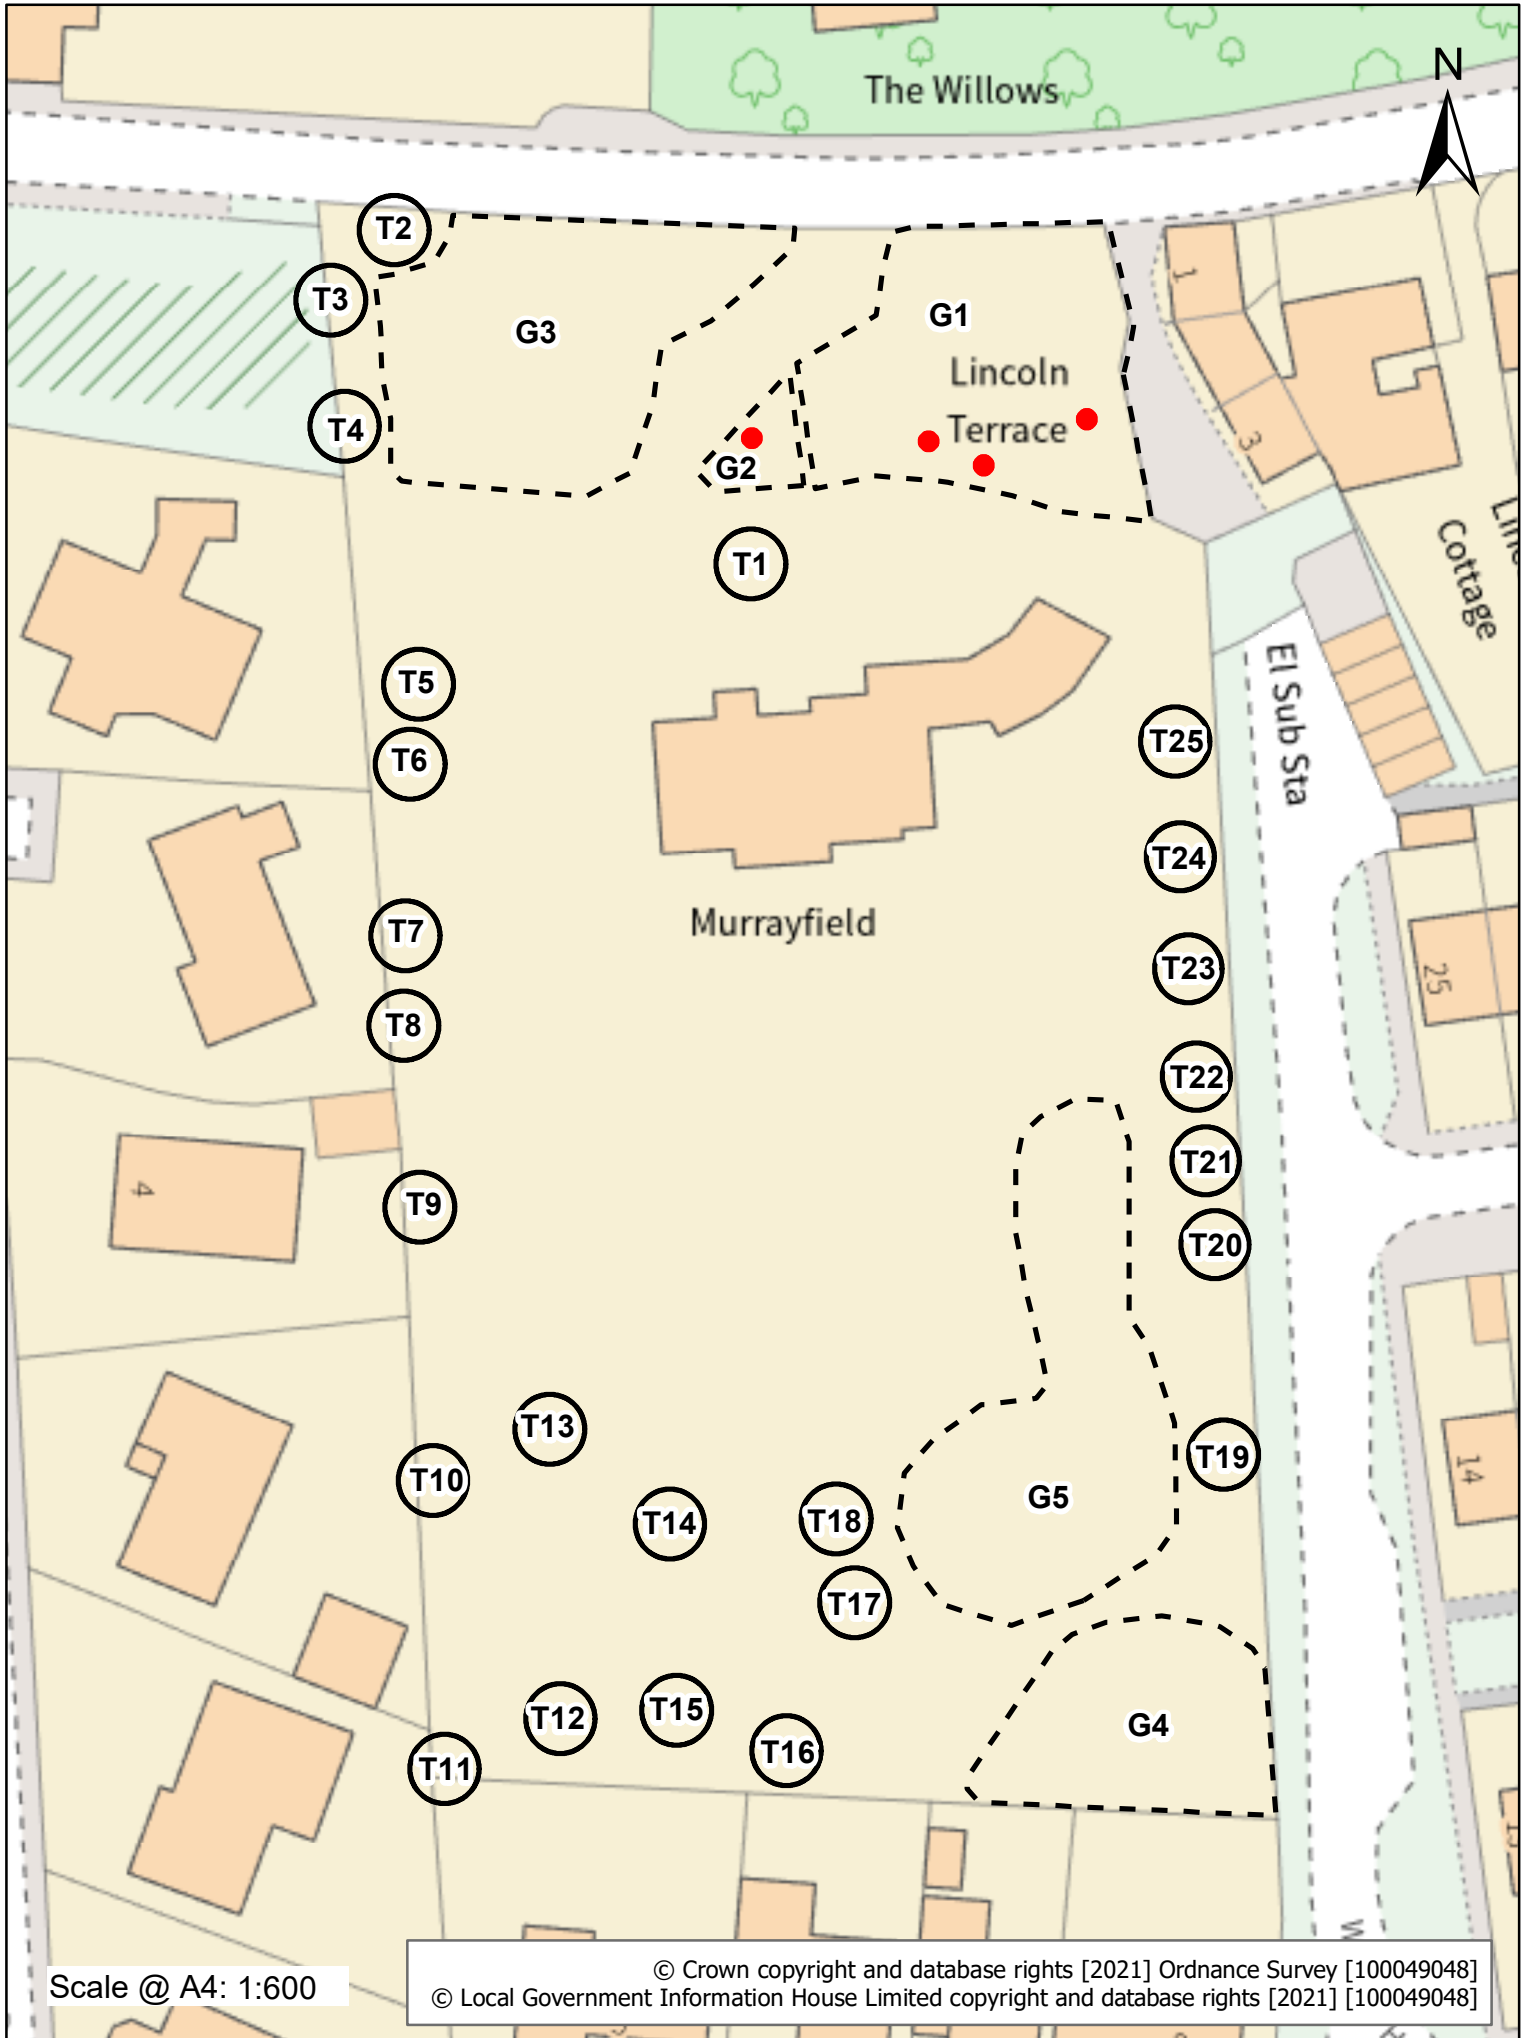 The Willows
N
T2
T3
G3
G1
Lincoln
Terrace
1
3
T4
G2
Cottage
T1
T5
El Sub Sta
T6
T25
T24
Murrayfield
T7
T23
25
T8
T22
T21
4
T9
T20
T13
T19
14
T10
G5
T14
T18
T17
T12
T15
G4
T16
T11
Scale @ A4: 1:600
© Crown copyright and database rights [2021] Ordnance Survey [100049048]
© Local Government Information House Limited copyright and database rights [2021] [100049048]